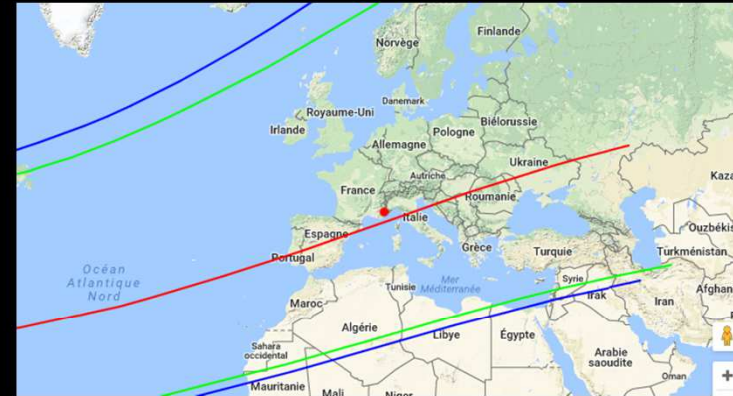 Finlande
Norvège
Royaume-Uni
Danemark
Irlande
Biélorussie
Pologne
Allemagne
Ukraine
Autriche
France
Kaza
Roumanie
Italie
Espagne
Ouzbékis
Portugal
Grèce
Turquie
Turkménistan
Océan
Atlantique
Nord
Mer
Méditerranée
Tunisie
Syrie
Afghan
Maroc
Irak
Iran
Algérie
Libye
Égypte
Sahara
occidental
Arabie
saoudite
Oman
Mauritanie
Mali
Niger
+